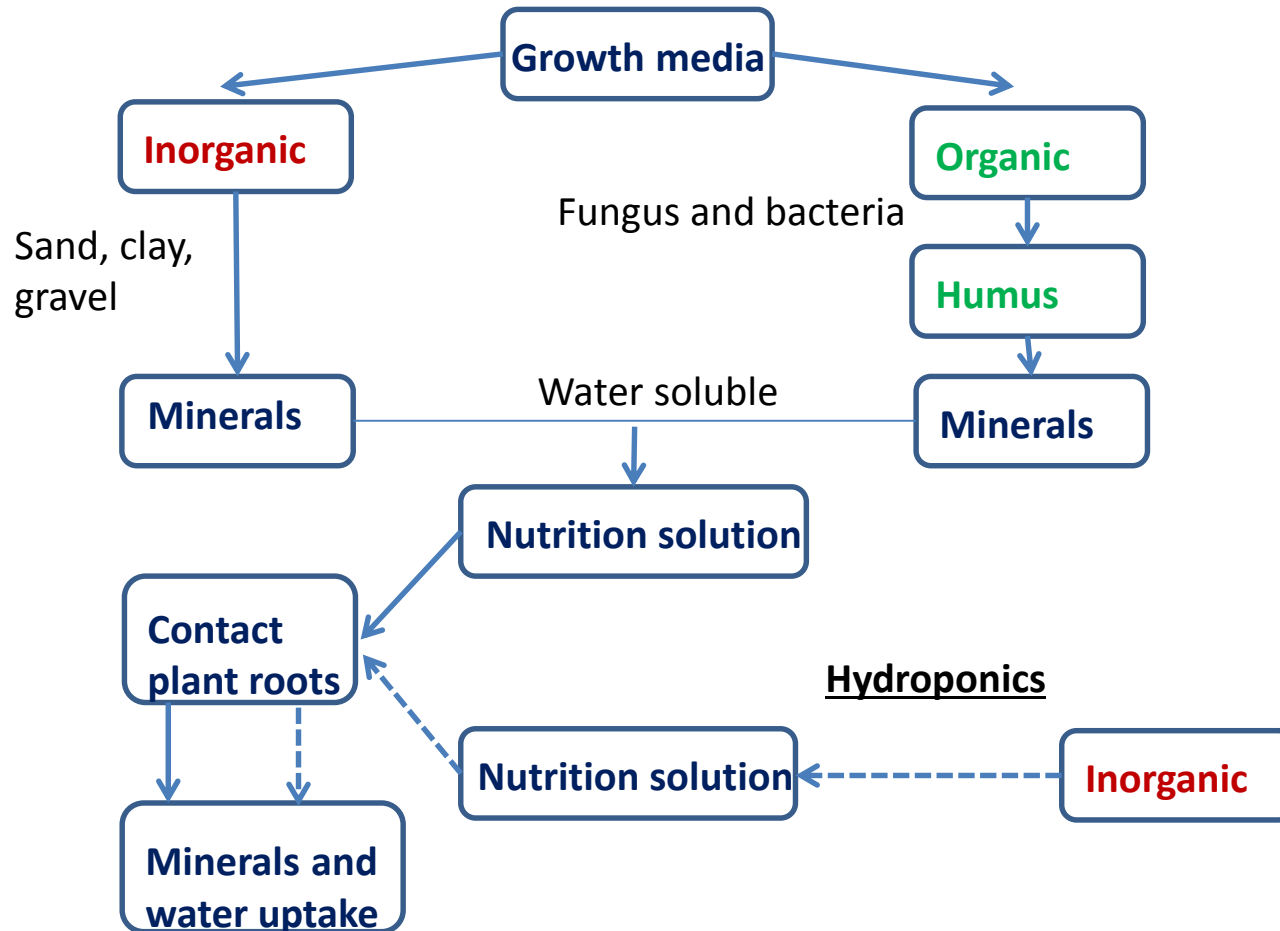 Growth media
Inorganic
Organic
Fungus and bacteria
Sand, clay,
gravel
Humus
Water soluble
Minerals
Minerals
Nutrition solution
Contact
plant roots
Hydroponics
Nutrition solution
Inorganic
Minerals and
water uptake